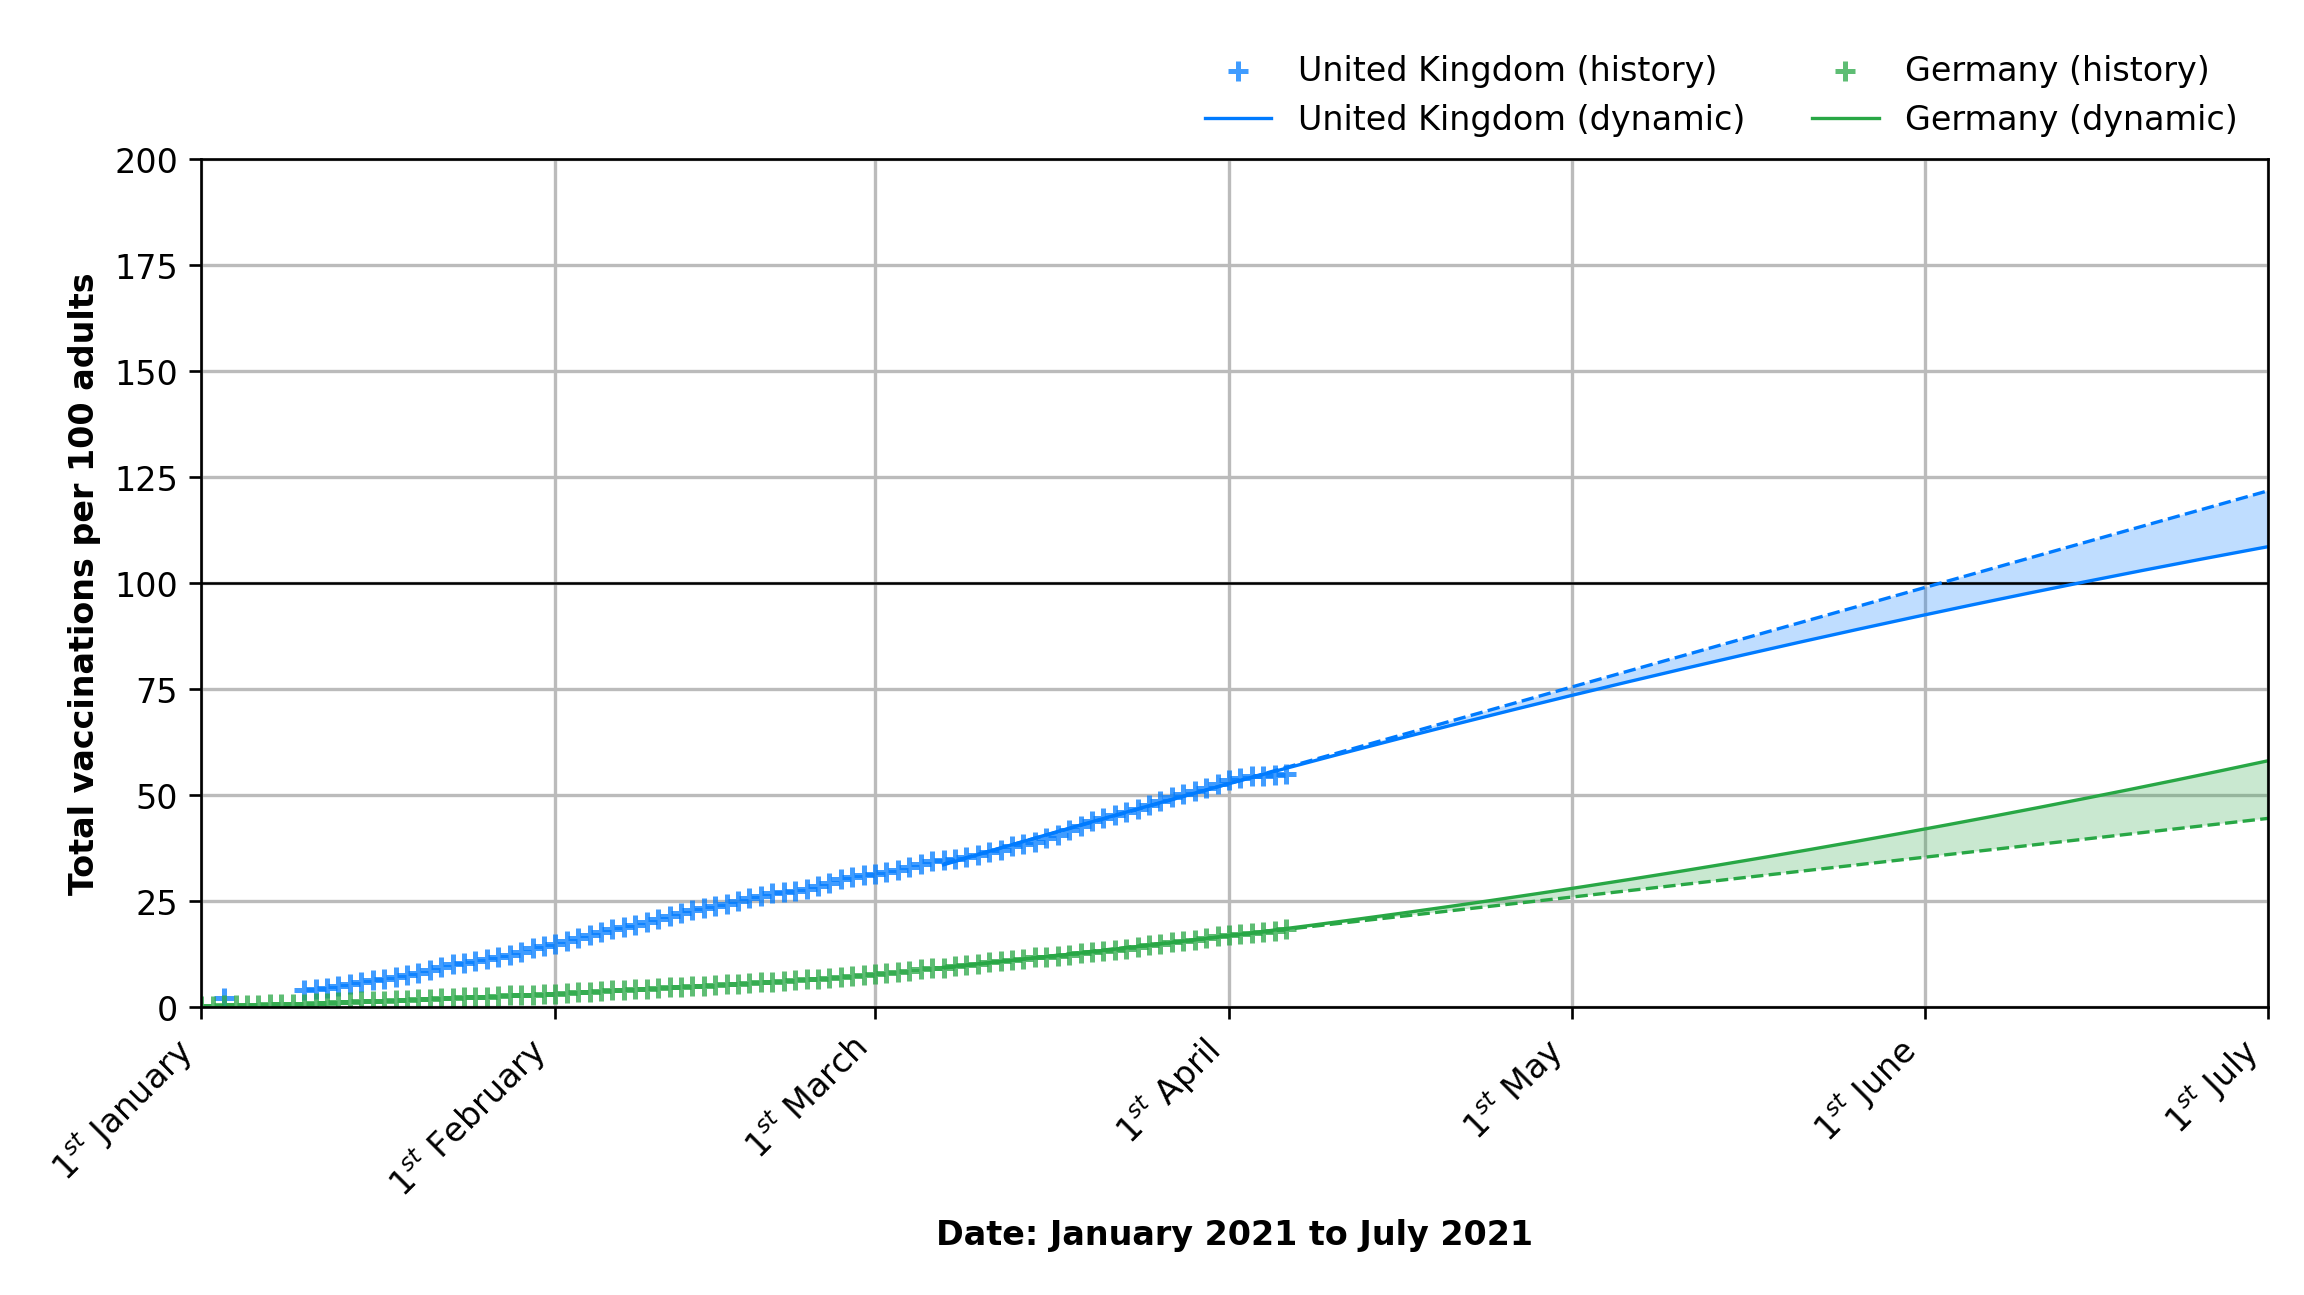 United Kingdom (history)
United Kingdom (dynamic)
Germany (history)
Germany (dynamic)
Total vaccinations per 100 adults
200
175
150
125
100
75
50
25
0
1st January
1st February
1st March
1st April
1st May
1st June
1st July
Date: January 2021 to July 2021